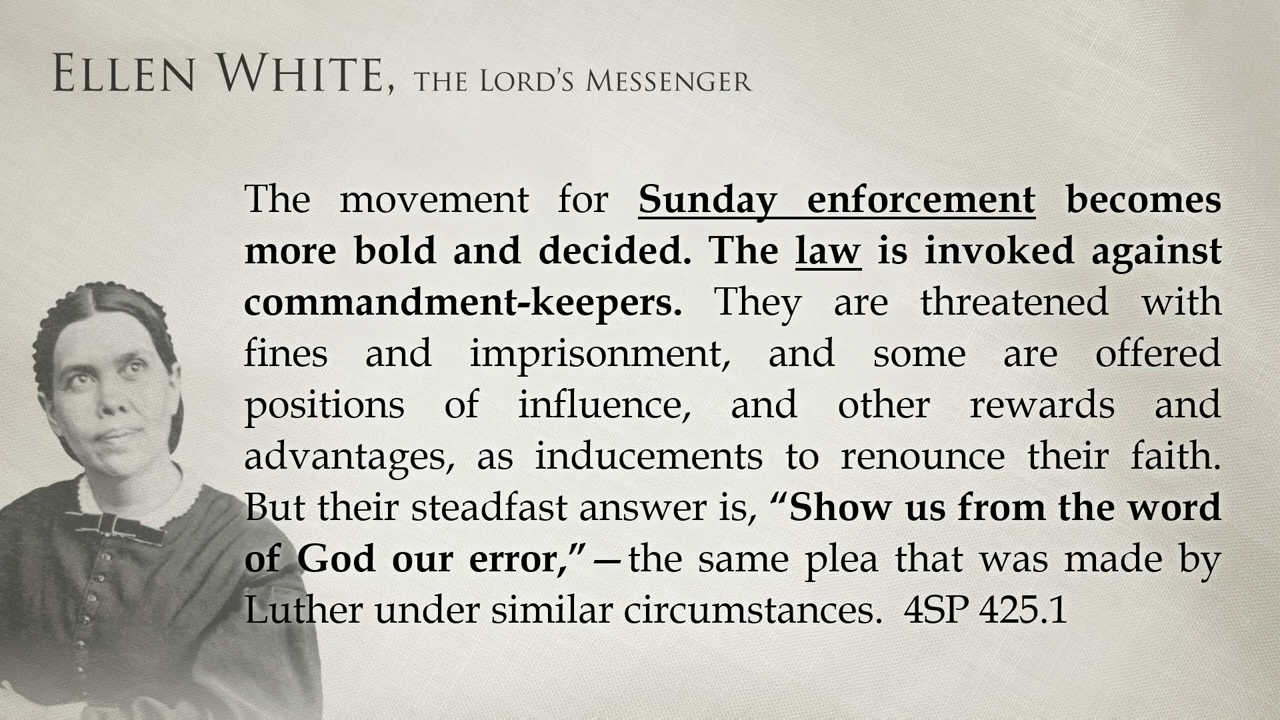 ELLEN WHITE, THE LORD'S MESSENGER
The movement for Sunday enforcement becomes
more bold and decided. The law is invoked against
commandment-keepers. They are threatened with
fines and imprisonment, and some are offered
positions of influence, and other rewards and
advantages, as inducements to renounce their faith.
But their steadfast answer is, “Show us from the word
of God our error,”—the same plea that was made by
Luther under similar circumstances. 4SP 425.1